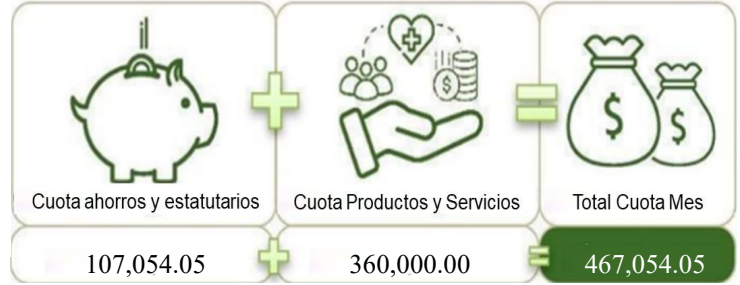 Cuota ahorros y estatutarios
Cuota Productos y Servicios
Total Cuota Mes
107,054.05
360,000.00
467,054.05